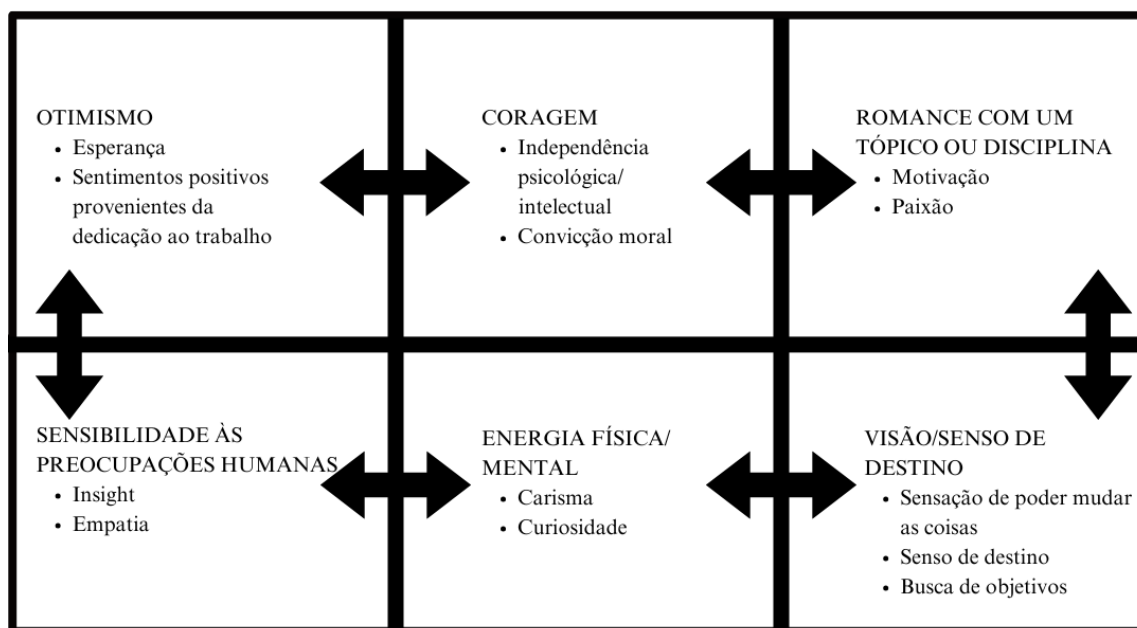 OTIMISMO
• Esperança
• Sentimentos positivos
provenientes da
dedicação ao trabalho
CORAGEM
• Independência
psicológica/
intelectual
• Convicção moral
ROMANCE COM UM
TÓPICO OU DISCIPLINA
• Motivação
• Paixão
SENSIBILIDADE ÀS
PREOCUPAÇÕES HUMANAS
• Insight
• Empatia
ENERGIA FÍSICA/
MENTAL
• Carisma
• Curiosidade
VISÃO/SENSO DE
DESTINO
• Sensação de poder mudar
as coisas
• Senso de destino
• Busca de objetivos